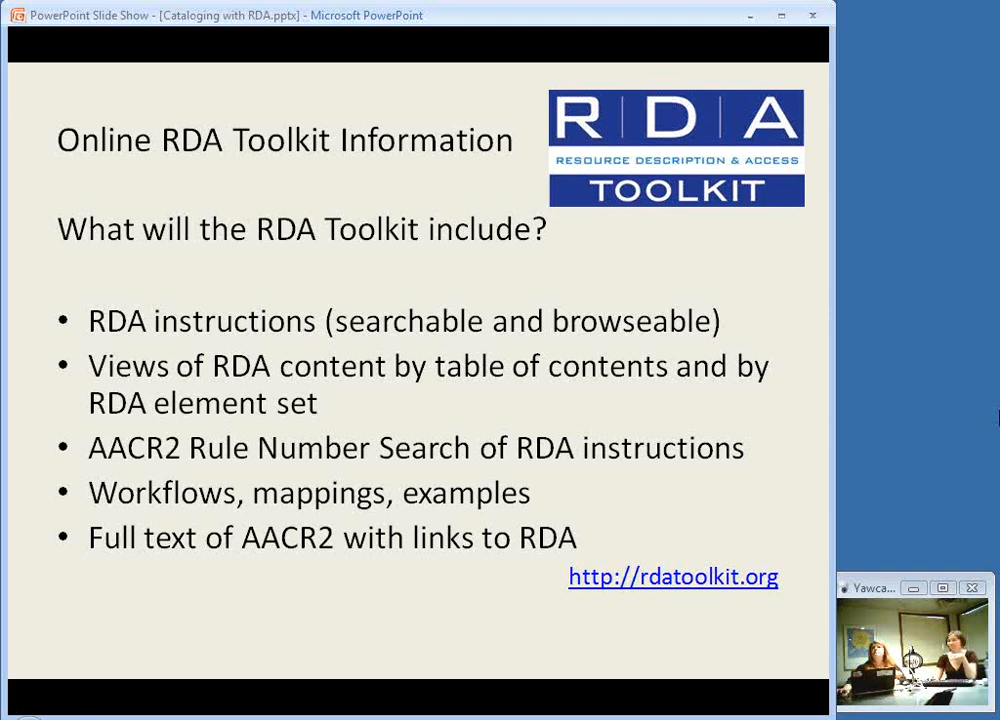 PowerPoint Slide Show - [Cataloging with RDA.pptx] - Microsoft PowerPoint
Online RDA Toolkit Information
R D A
RESOURCE DESCRIPTION & ACCESS
TOOLKIT
What will the RDA Toolkit include?
• RDA instructions (searchable and browseable)
• Views of RDA content by table of contents and by
RDA element set
• AACR2 Rule Number Search of RDA instructions
• Workflows, mappings, examples
• Full text of AACR2 with links to RDA
http://rdatoolkit.org
Yawca...